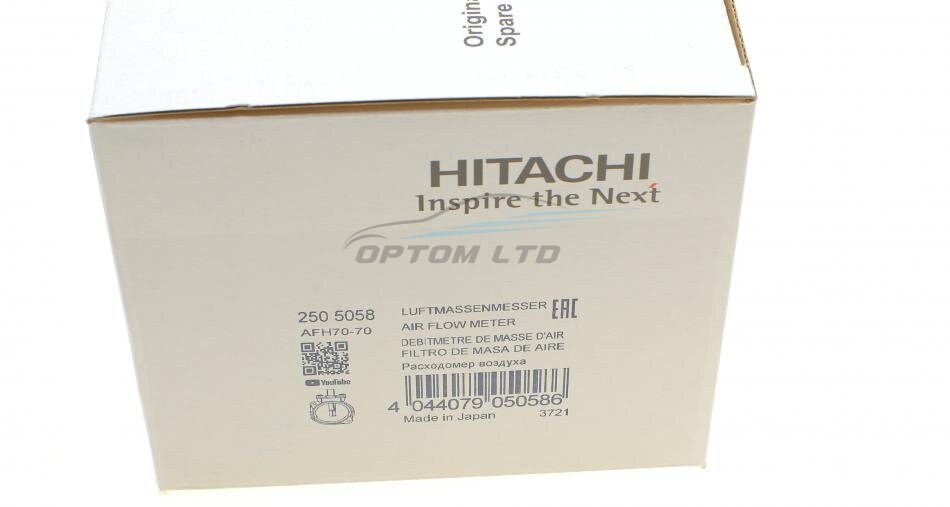 Origina
Spare
HITACHI
Inspire the Next
OPTOM LTD
250 5058
AFH70-70
YouTube
LUFTMASSENMESSER EAC
AIR FLOW METER
DEBITMETRE DE MASSE D'AIR
FILTRO DE MASA DE AIRE
Расходомер воздуха
4 044079 050586
Made in Japan 3721